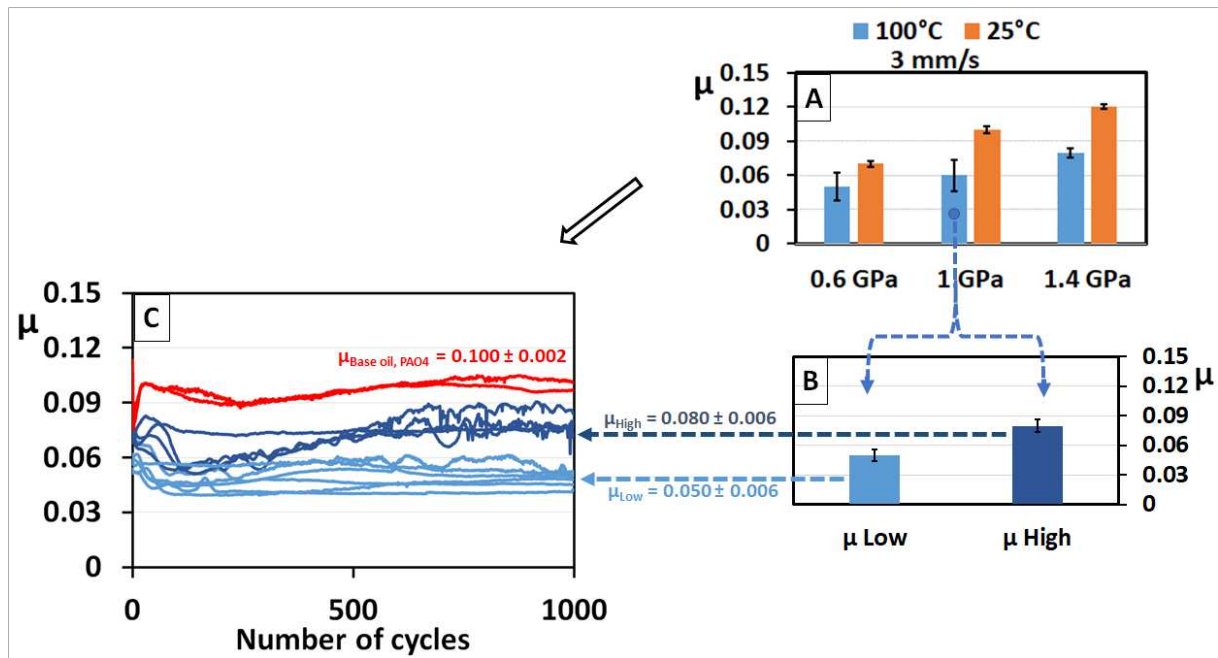 100°C 25°C
3 mm/s
µ
A
0.15
0.12
0.09
0.06
0.03
0
0.6 GPa 1 GPa 1.4 GPa
µ
C
0.15
0.12
0.09
0.06
0.03
0
µBase oil, PAO4 = 0.100 ± 0.002
µHigh = 0.080 ± 0.006
µLow = 0.050 ± 0.006
0 500 1000
Number of cycles
B
0.15
0.12
0.09
0.06
0.03
0
µ
µ Low µ High